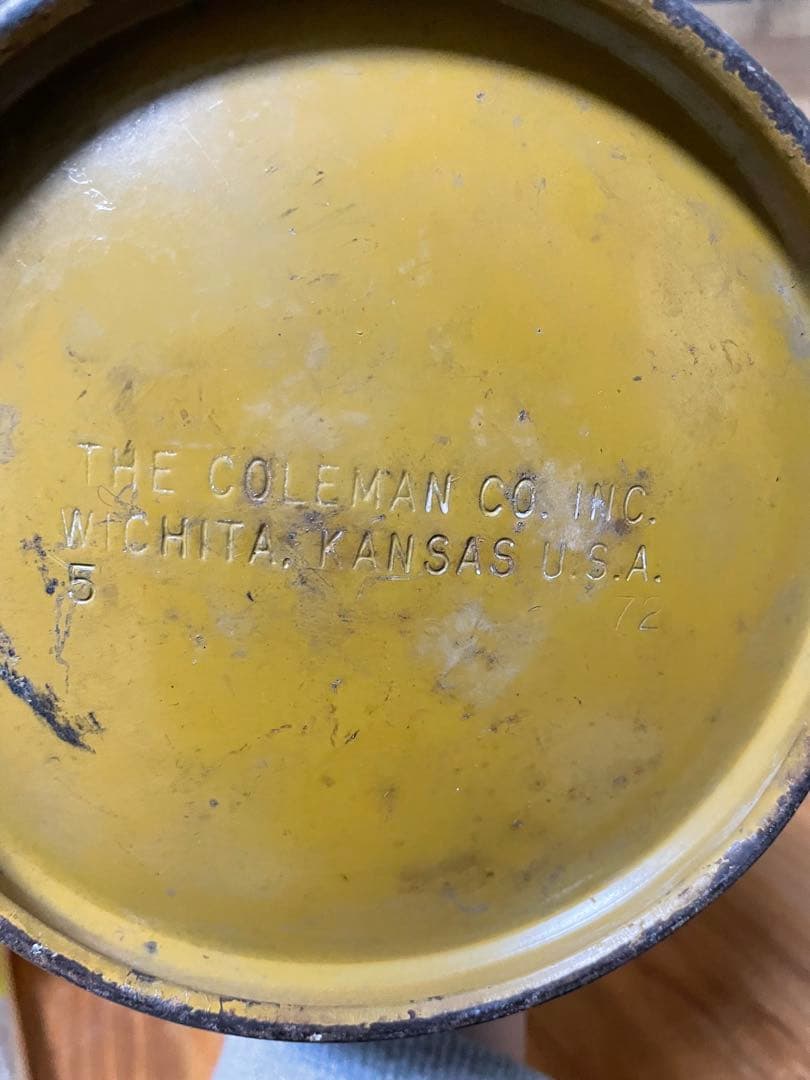 THE COLEMAN CO. INC.
WICHITA, KANSAS U.S.A.
5 72